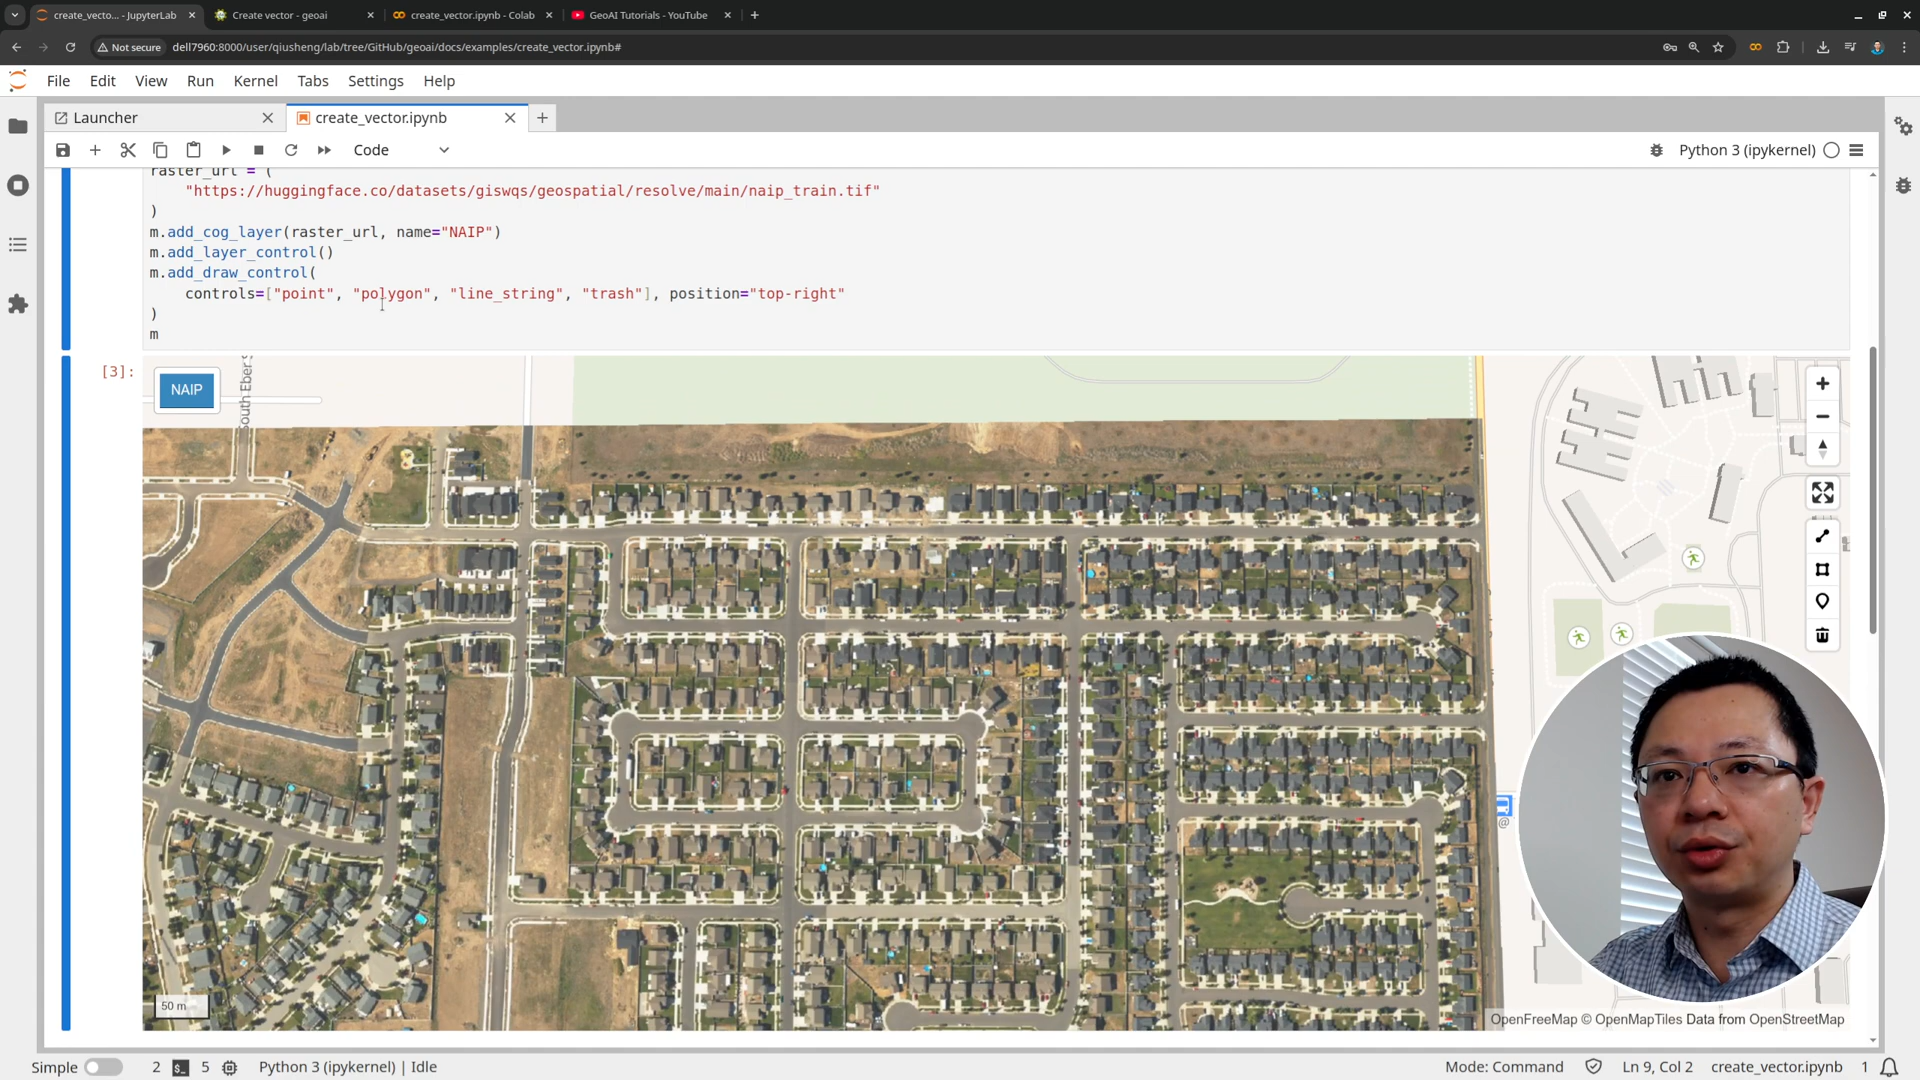 create_vecto... - JupyterLab
Create vector - geoai
create_vector.ipynb - Colab
GeoAI Tutorials - YouTube
Not secure
dell7960:8000/user/qiusheng/lab/tree/GitHub/geoai/docs/examples/create_vector.ipynb#
File Edit View Run Kernel Tabs Settings Help
Launcher
create_vector.ipynb
Code
Python 3 (ipykernel)
raster_url = (
"https://huggingface.co/datasets/giswqs/geospatial/resolve/main/naip_train.tif"
)
m.add_cog_layer(raster_url, name="NAIP")
m.add_layer_control()
m.add_draw_control(
controls=["point", "polygon", "line_string", "trash"], position="top-right"
)
m
[3]:
NAIP
South Eber
50 m
OpenFreeMap © OpenMapTiles Data from OpenStreetMap
Simple
2
5
Python 3 (ipykernel) | Idle
Mode: Command
Ln 9, Col 2
create_vector.ipynb
1